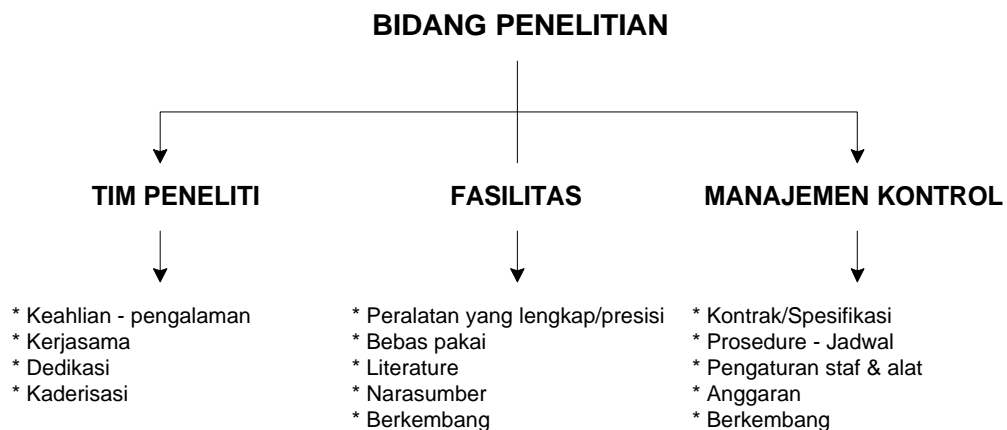 BIDANG PENELITIAN
TIM PENELITI
* Keahlian - pengalaman
* Kerjasama
* Dedikasi
* Kaderisasi
FASILITAS
* Peralatan yang lengkap/presisi
* Bebas pakai
* Literature
* Narasumber
* Berkembang
MANAJEMEN KONTROL
* Kontrak/Spesifikasi
* Prosedure - Jadwal
* Pengaturan staf & alat
* Anggaran
* Berkembang